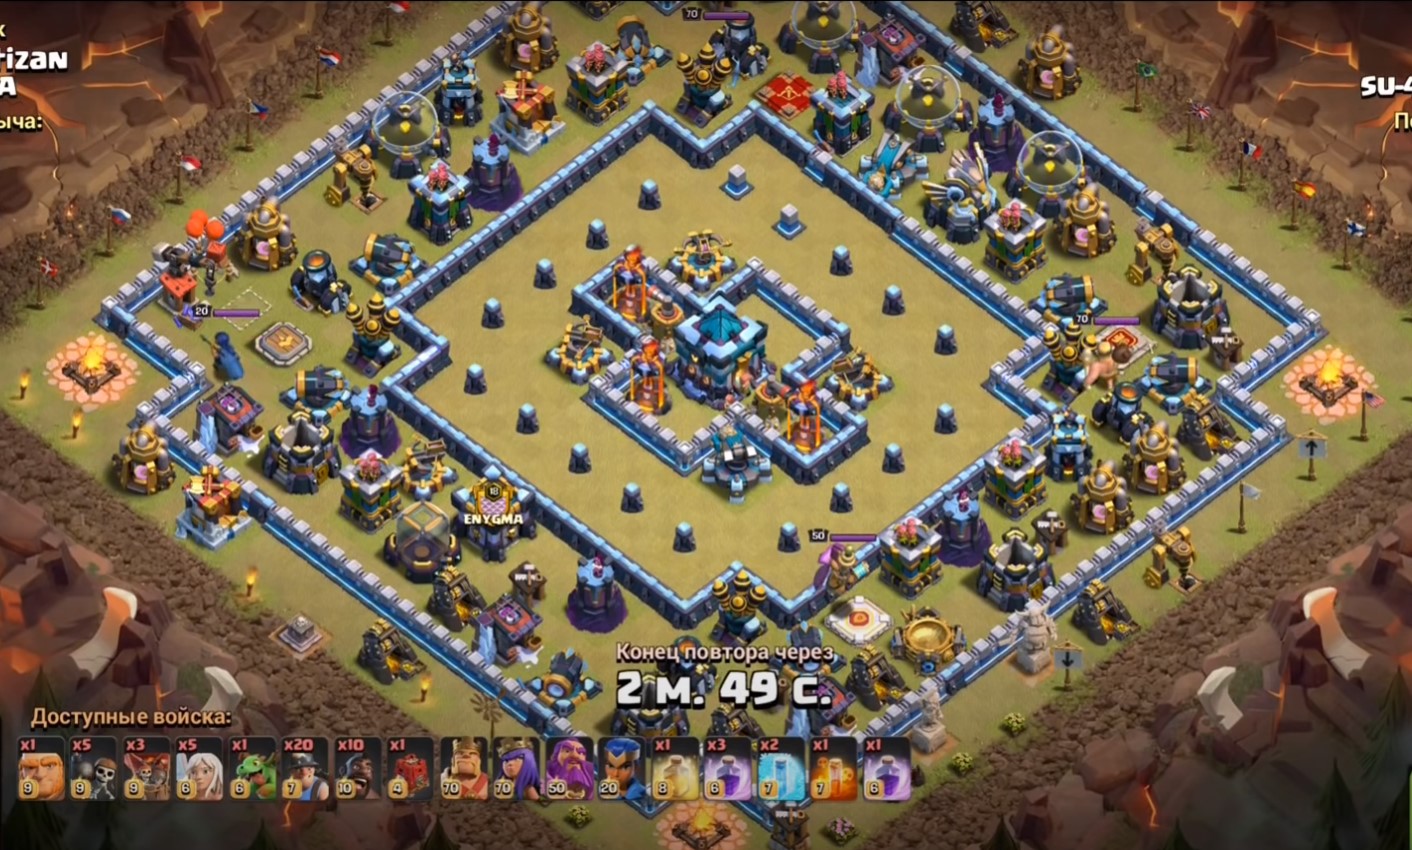 70
tizan
A
SU-4
ыча:
20
70
18
ENYGMA
50
Конец повтора через
2 м. 49 с.
Доступные войска:
x1 x5 x3 x5 x1 x20 x10 x1 x1 x3 x2 x1 x1
9 9 9 6 6 7 10 4 70 70 50 20 8 6 7 7 6